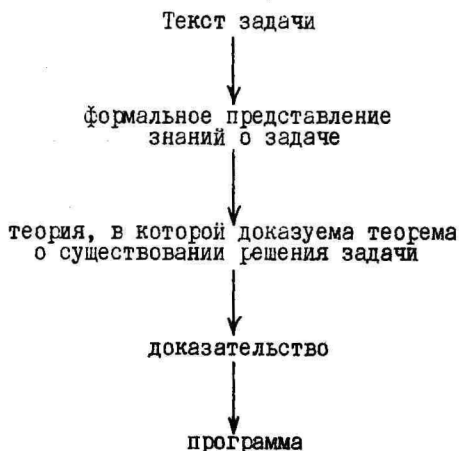 Текст задачи
формальное представление
знаний о задаче
теория, в которой доказуема теорема
о существовании решения задачи
доказательство
программа